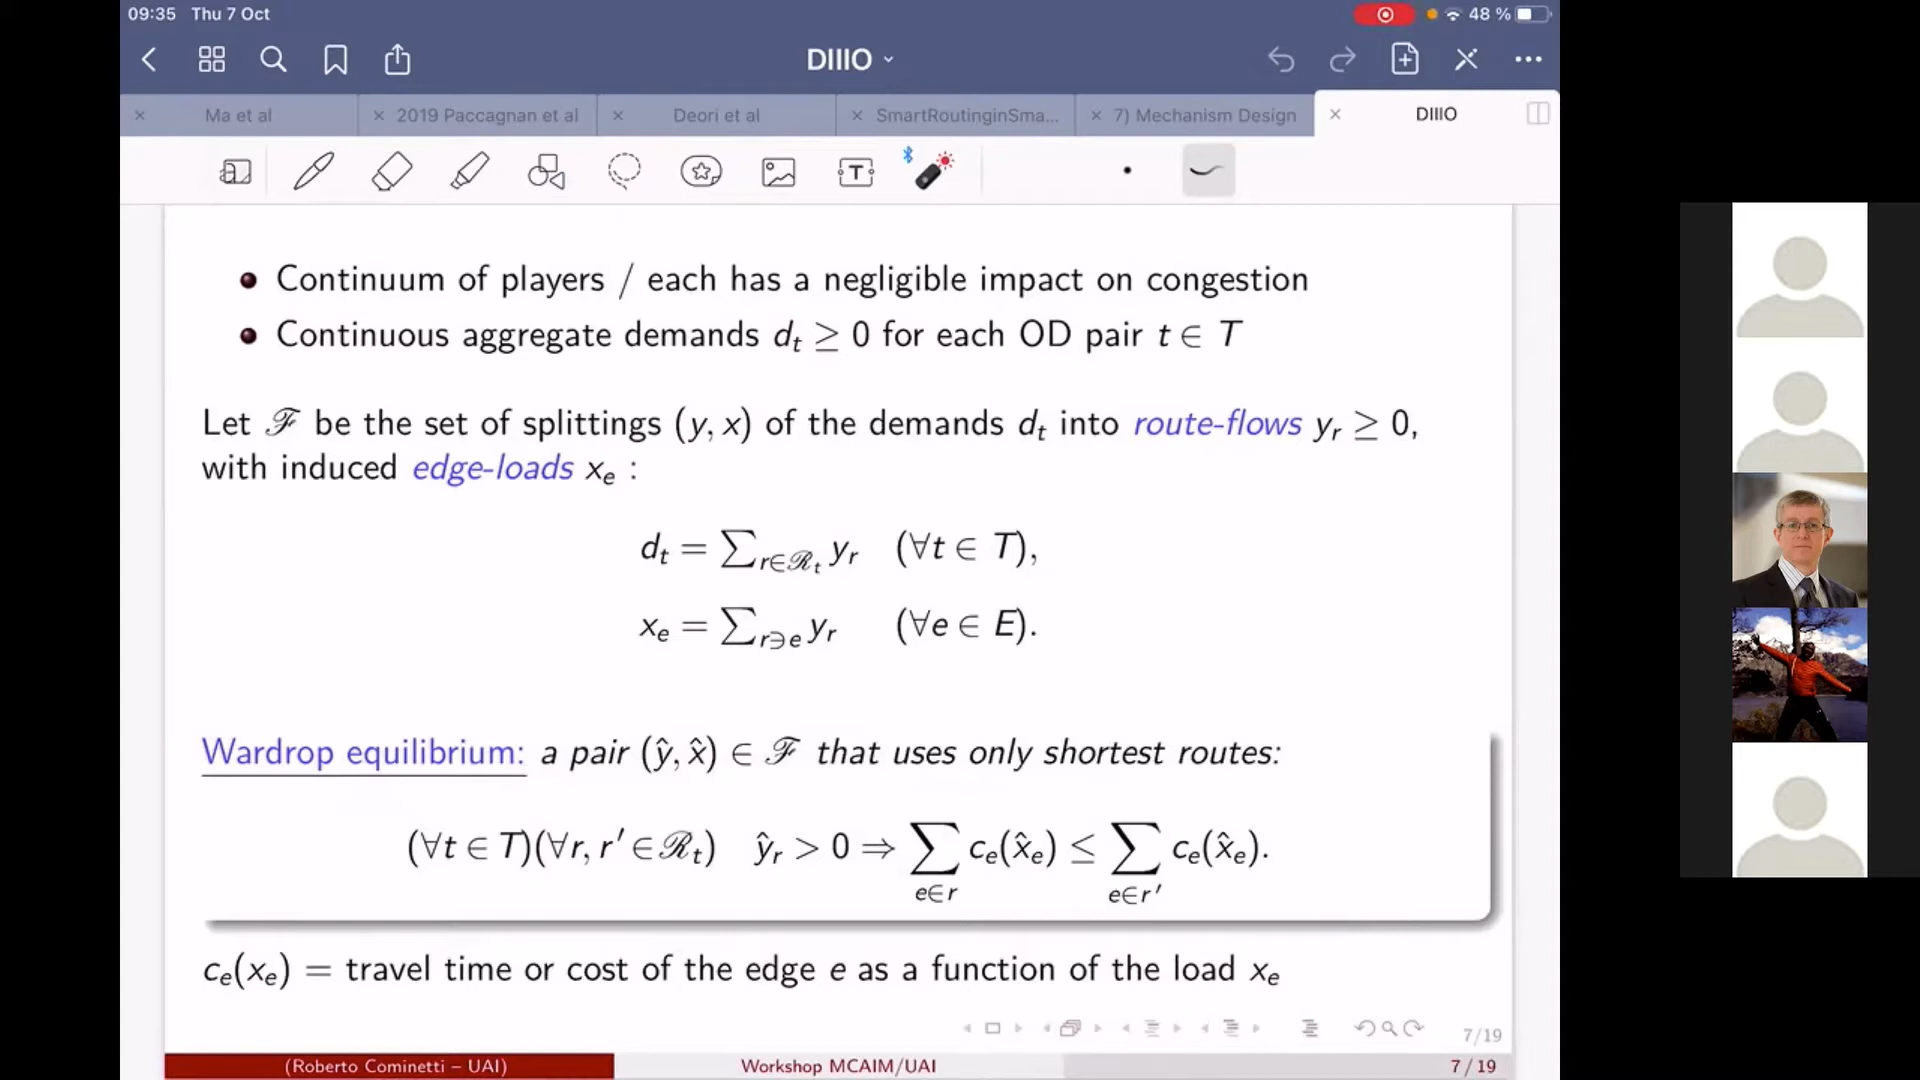 09:35 Thu 7 Oct
48 %
DIIIO
Ma et al
2019 Paccagnan et al
Deori et al
SmartRoutinginSma...
7) Mechanism Design
DIIIO
Continuum of players / each has a negligible impact on congestion
Continuous aggregate demands d_t ≥ 0 for each OD pair t ∈ T
Let ℱ be the set of splittings (y, x) of the demands d_t into route-flows y_r ≥ 0,
with induced edge-loads x_e :
d_t = ∑_{r∈ℛ_t} y_r (∀t ∈ T),
x_e = ∑_{r∋e} y_r (∀e ∈ E).
Wardrop equilibrium: a pair (ŷ, x̂) ∈ ℱ that uses only shortest routes:
(∀t ∈ T)(∀r, r′ ∈ ℛ_t) ŷ_r > 0 ⇒ ∑_{e∈r} c_e(x̂_e) ≤ ∑_{e∈r′} c_e(x̂_e).
c_e(x_e) = travel time or cost of the edge e as a function of the load x_e
7/19
(Roberto Cominetti – UAI)
Workshop MCAIM/UAI
7 / 19